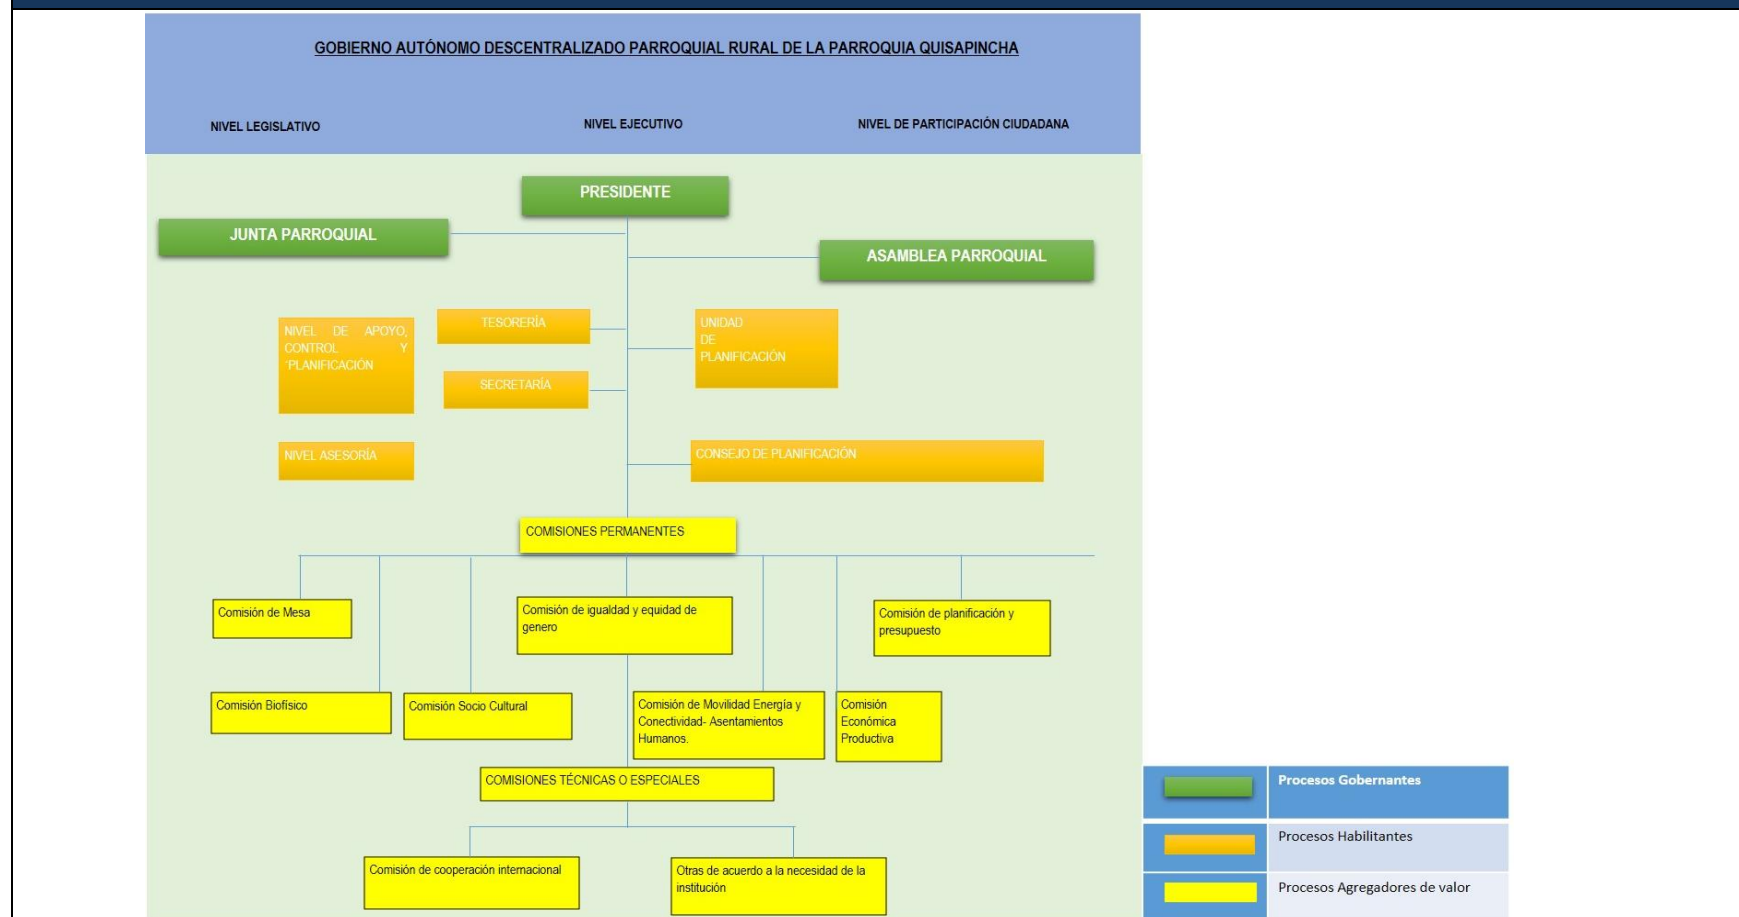 GOBIERNO AUTÓNOMO DESCENTRALIZADO PARROQUIAL RURAL DE LA PARROQUIA QUISAPINCHA
NIVEL LEGISLATIVO
NIVEL EJECUTIVO
NIVEL DE PARTICIPACIÓN CIUDADANA
PRESIDENTE
JUNTA PARROQUIAL
ASAMBLEA PARROQUIAL
NIVEL DE APOYO,
CONTROL Y
´PLANIFICACIÓN
TESORERÍA
UNIDAD
DE
PLANIFICACIÓN
SECRETARÍA
NIVEL ASESORÍA
CONSEJO DE PLANIFICACIÓN
COMISIONES PERMANENTES
Comisión de Mesa
Comisión de igualdad y equidad de
genero
Comisión de planificación y
presupuesto
Comisión Biofísico
Comisión Socio Cultural
Comisión de Movilidad Energía y
Conectividad- Asentamientos
Humanos.
Comisión
Económica
Productiva
COMISIONES TÉCNICAS O ESPECIALES
Comisión de cooperación internacional
Otras de acuerdo a la necesidad de la
institución
Procesos Gobernantes
Procesos Habilitantes
Procesos Agregadores de valor